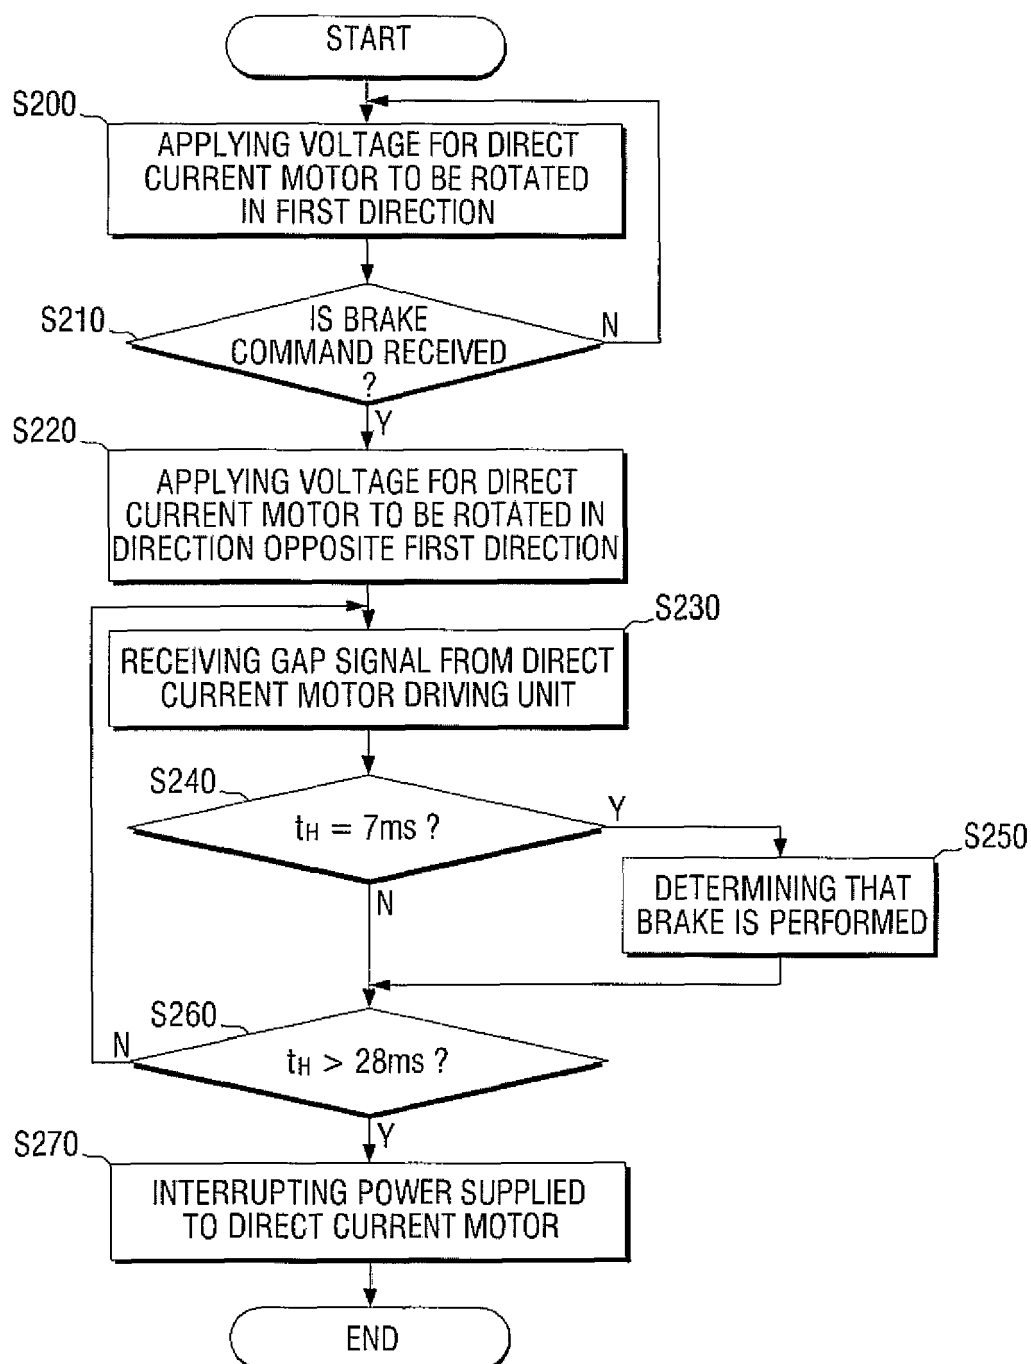 START
S200
APPLYING VOLTAGE FOR DIRECT
CURRENT MOTOR TO BE ROTATED
IN FIRST DIRECTION
S210
IS BRAKE
COMMAND RECEIVED
?
N
Y
S220
APPLYING VOLTAGE FOR DIRECT
CURRENT MOTOR TO BE ROTATED IN
DIRECTION OPPOSITE FIRST DIRECTION
S230
RECEIVING GAP SIGNAL FROM DIRECT
CURRENT MOTOR DRIVING UNIT
S240
tH = 7ms ?
Y
N
S250
DETERMINING THAT
BRAKE IS PERFORMED
S260
tH > 28ms ?
N
Y
S270
INTERRUPTING POWER SUPPLIED
TO DIRECT CURRENT MOTOR
END